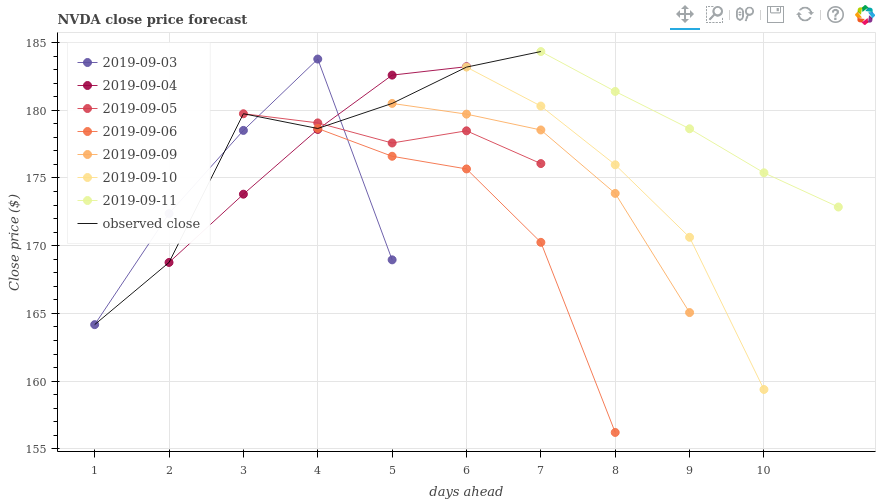 NVDA close price forecast
185
180
175
170
165
160
155
Close price ($)
2019-09-03
2019-09-04
2019-09-05
2019-09-06
2019-09-09
2019-09-10
2019-09-11
observed close
1 2 3 4 5 6 7 8 9 10
days ahead